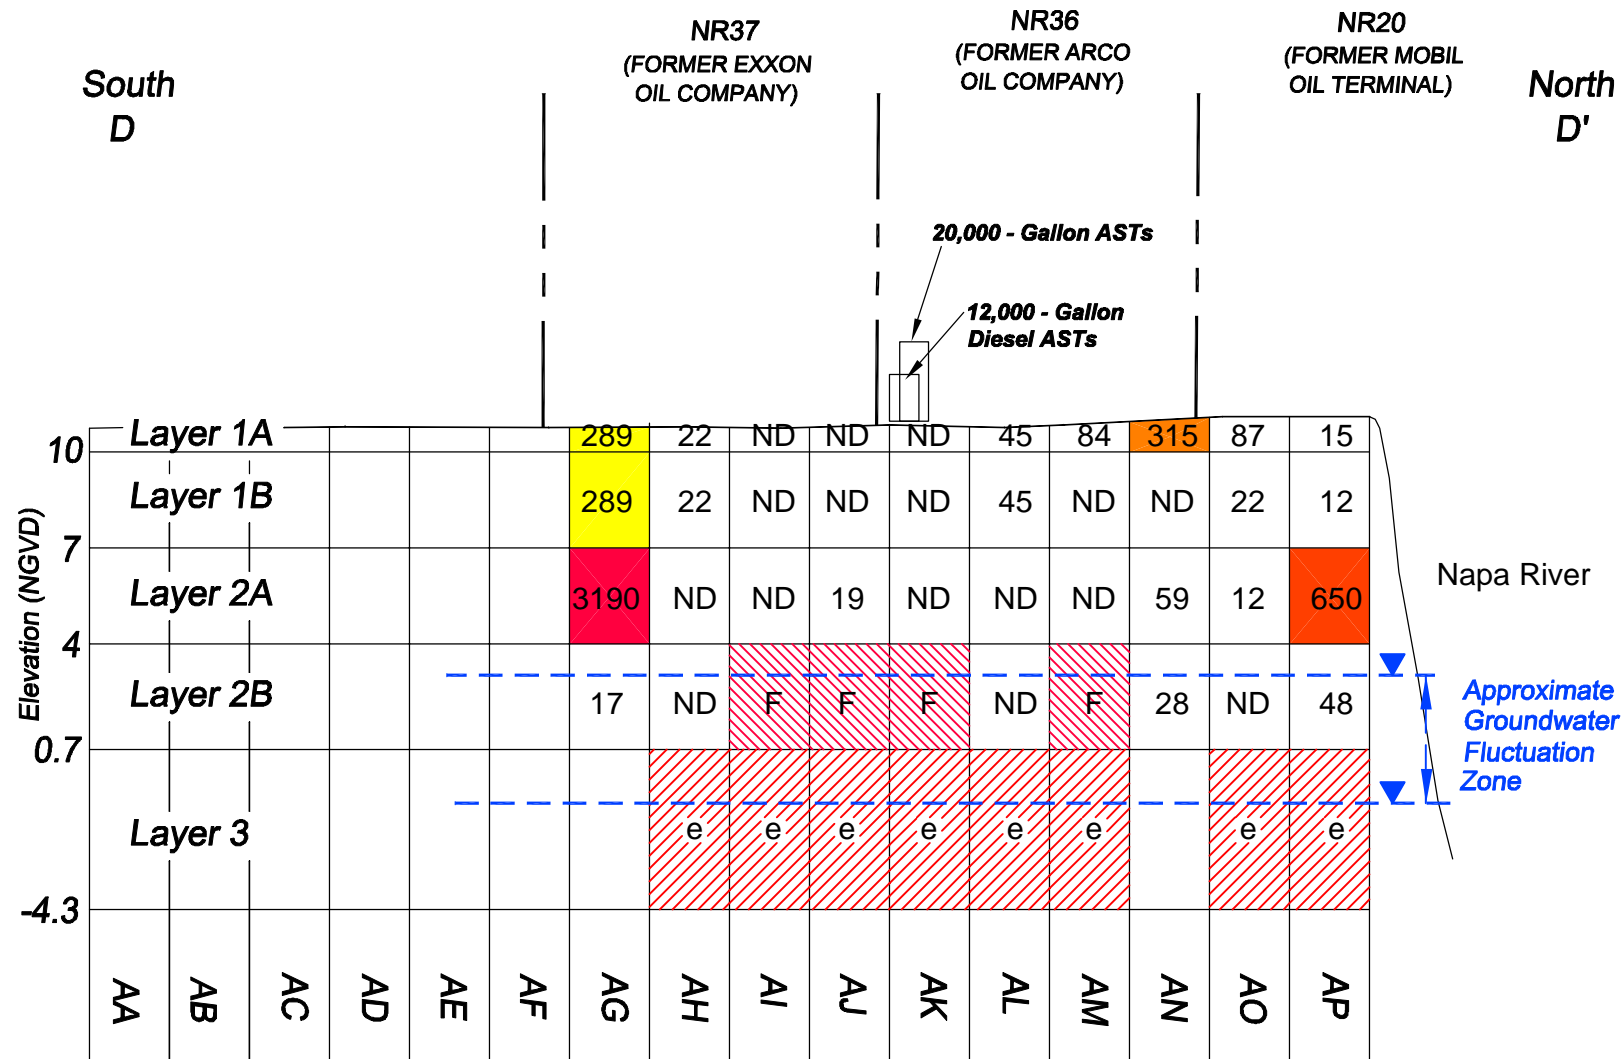 NR37
(FORMER EXXON
OIL COMPANY)
NR36
(FORMER ARCO
OIL COMPANY)
NR20
(FORMER MOBIL
OIL TERMINAL)
South
D
North
D'
20,000 - Gallon ASTs
12,000 - Gallon
Diesel ASTs
Elevation (NGVD)
10
7
4
0.7
-4.3
Layer 1A 289 22 ND ND ND 45 84 315 87 15
Layer 1B 289 22 ND ND ND 45 ND ND 22 12
Layer 2A 3190 ND ND 19 ND ND ND 59 12 650
Layer 2B 17 ND F F F ND F 28 ND 48
Layer 3 e e e e e e e e
Napa River
Approximate
Groundwater
Fluctuation
Zone
AA AB AC AD AE AF AG AH AI AJ AK AL AM AN AO AP